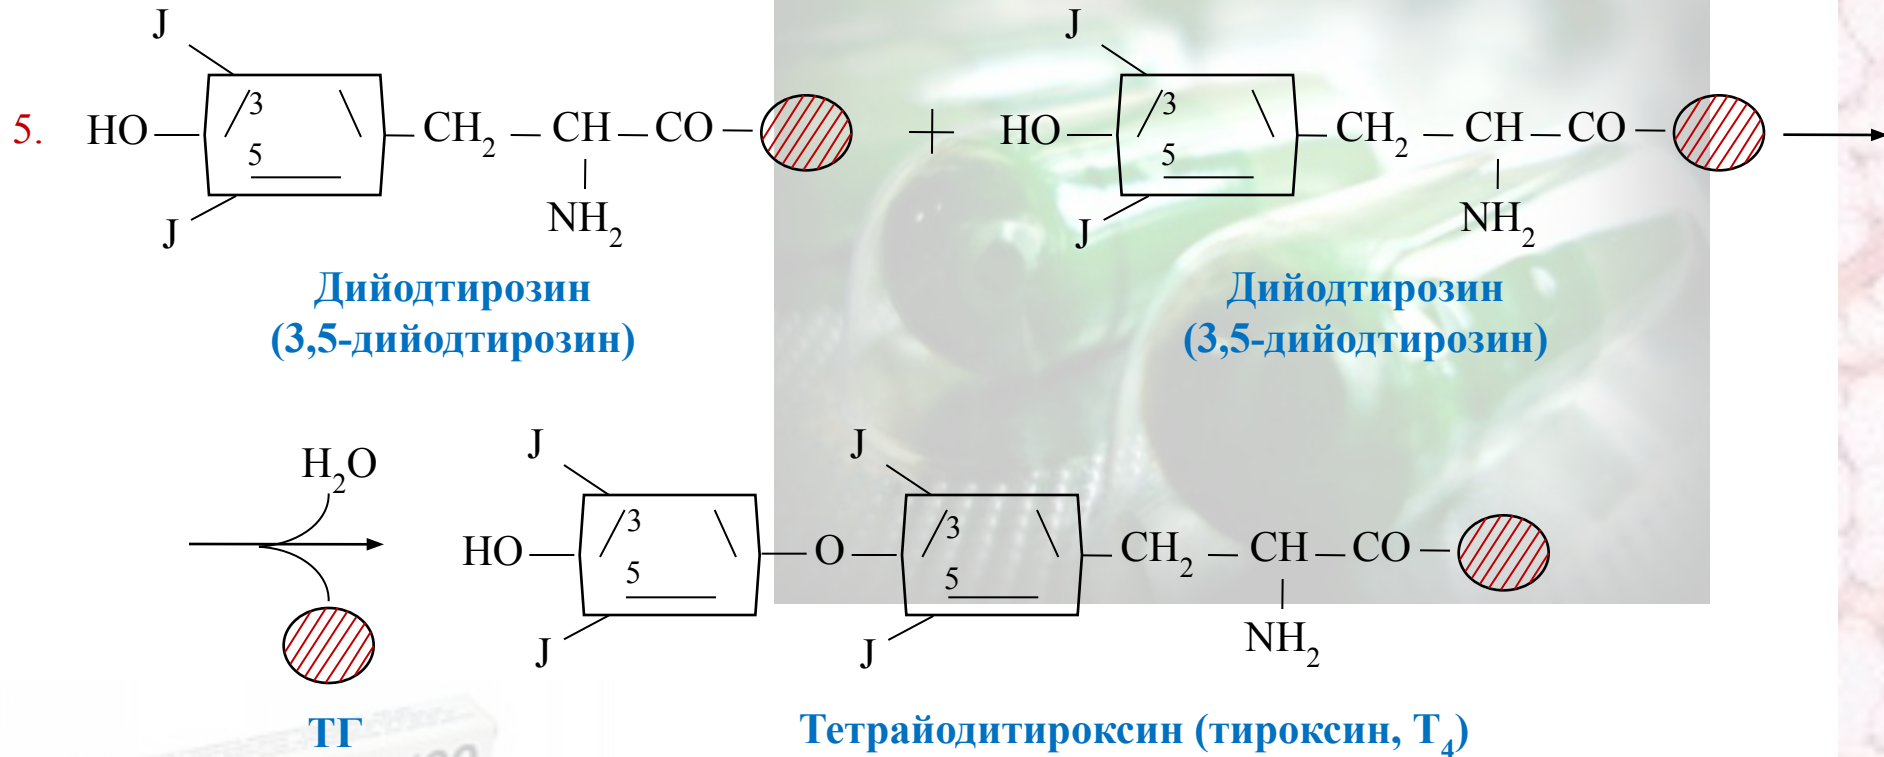 J J
3 3
5. HO CH₂ CH CO + HO CH₂ CH CO
5 5
J NH₂ J NH₂
Дийодтирозин Дийодтирозин
(3,5-дийодтирозин) (3,5-дийодтирозин)
H₂O J J
3 3
HO O CH₂ CH CO
5 5
J J NH₂
ТГ Тетрайодитироксин (тироксин, Т₄)